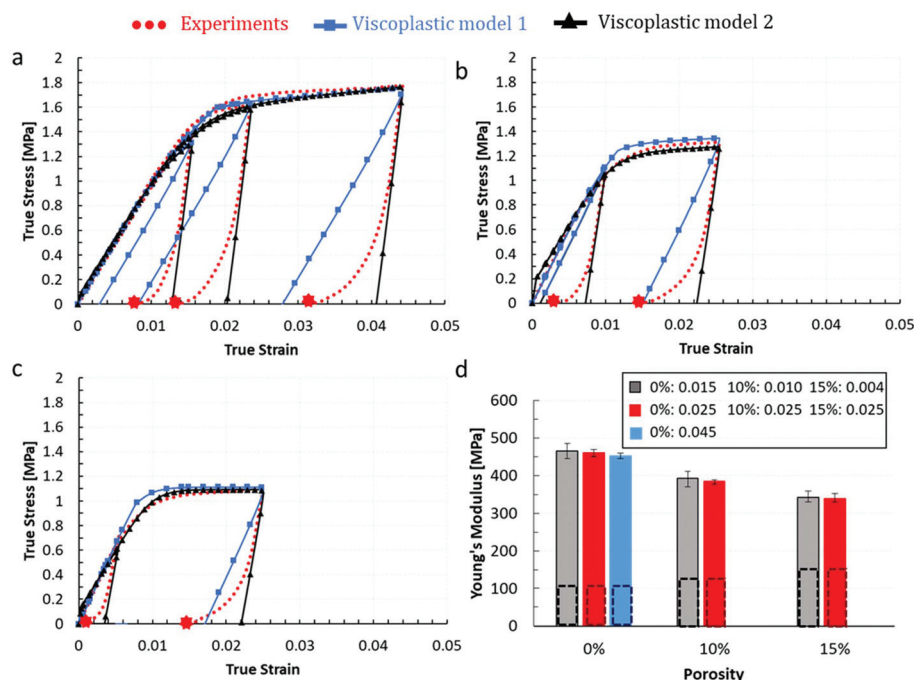 Experiments Viscoplastic model 1 Viscoplastic model 2
a
2
1.8
1.6
1.4
1.2
1
0.8
0.6
0.4
0.2
0
True Stress [MPa]
0 0.01 0.02 0.03 0.04 0.05
True Strain
b
2
1.8
1.6
1.4
1.2
1
0.8
0.6
0.4
0.2
0
True Stress [MPa]
0 0.01 0.02 0.03 0.04 0.05
True Strain
c
2
1.8
1.6
1.4
1.2
1
0.8
0.6
0.4
0.2
0
True Stress [MPa]
0 0.01 0.02 0.03 0.04 0.05
True Strain
d
0%: 0.015 10%: 0.010 15%: 0.004
0%: 0.025 10%: 0.025 15%: 0.025
0%: 0.045
600
500
400
300
200
100
0
Young's Modulus [MPa]
0% 10% 15%
Porosity